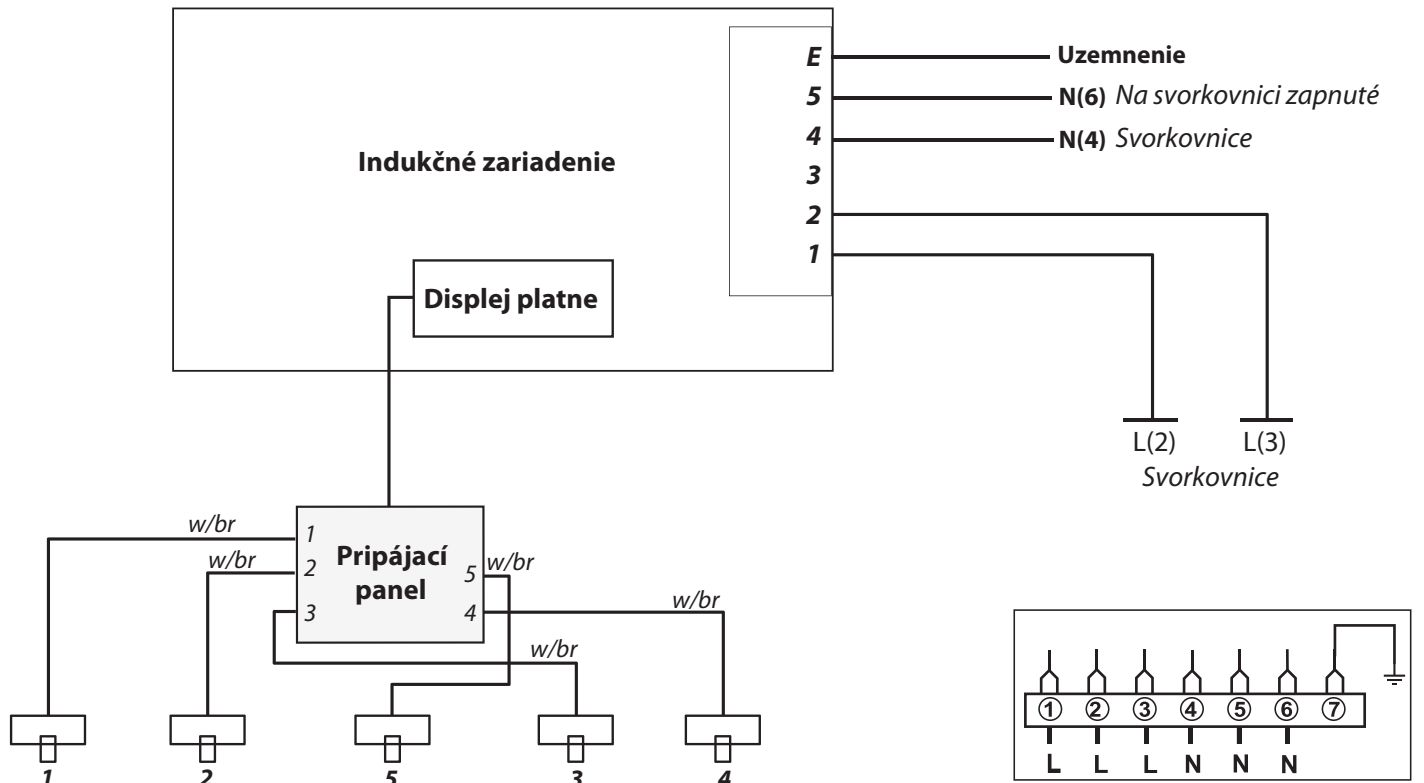 E
Uzemnenie
5
N(6) Na svorkovnici zapnuté
4
N(4) Svorkovnice
Indukčné zariadenie
3
2
1
Displej platne
L(2)
L(3)
Svorkovnice
w/br
1
w/br
2
Pripájací
panel
5
w/br
3
4
w/br
w/br
1
2
5
3
4
1 2 3 4 5 6 7
L L L N N N